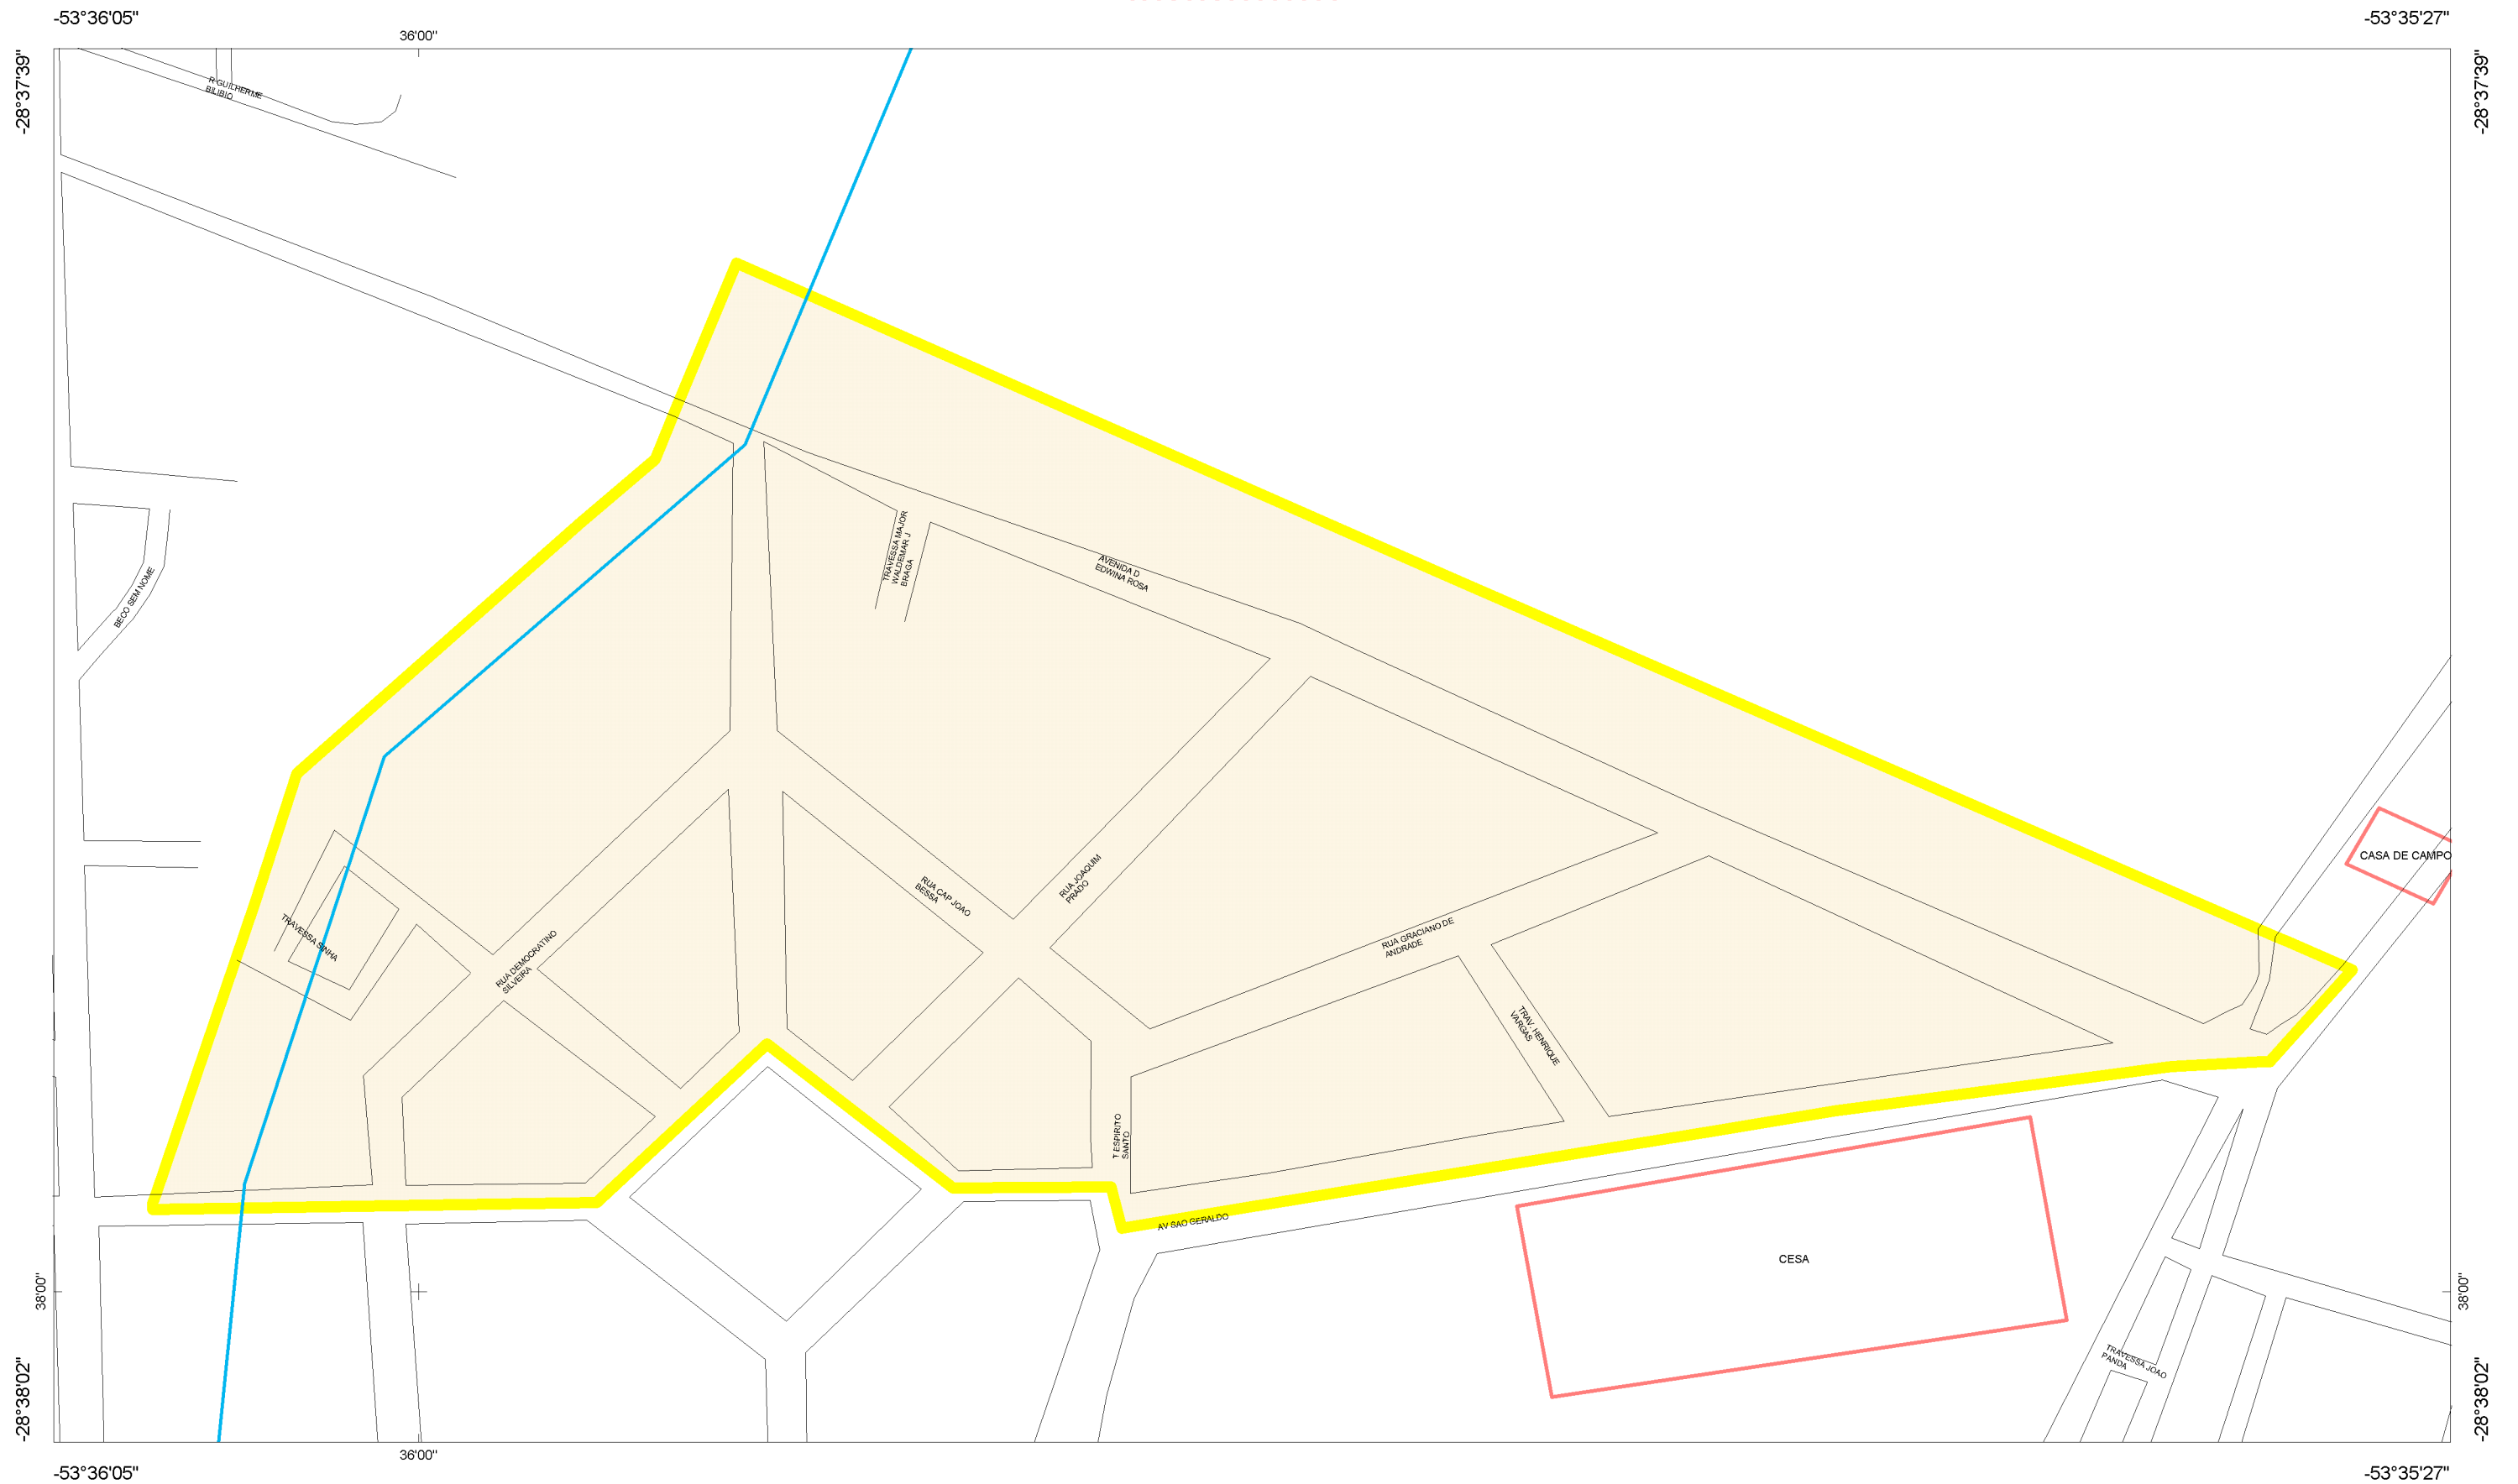 -53°36'05"
-53°35'27"
36'00"
-28°37'39"
-28°37'39"
R GUILHERME
BILIBIO
TRAVESSA MAJOR
WALDEMAR J
BRAGA
AVENIDA D
EDWINA ROSA
BECO SEM NOME
CASA DE CAMPO
RUA CAP JOAO
BESSA
RUA JOAQUIM
PRADO
TRAVESSA SINHA
RUA DEMOCRATINO
SILVEIRA
RUA GRACIANO DE
ANDRADE
TRAV. HENRIQUE
VARGAS
T ESPIRITO
SANTO
AV SAO GERALDO
CESA
38'00"
38'00"
TRAVESSA JOAO
PANDA
-28°38'02"
-28°38'02"
36'00"
-53°36'05"
-53°35'27"